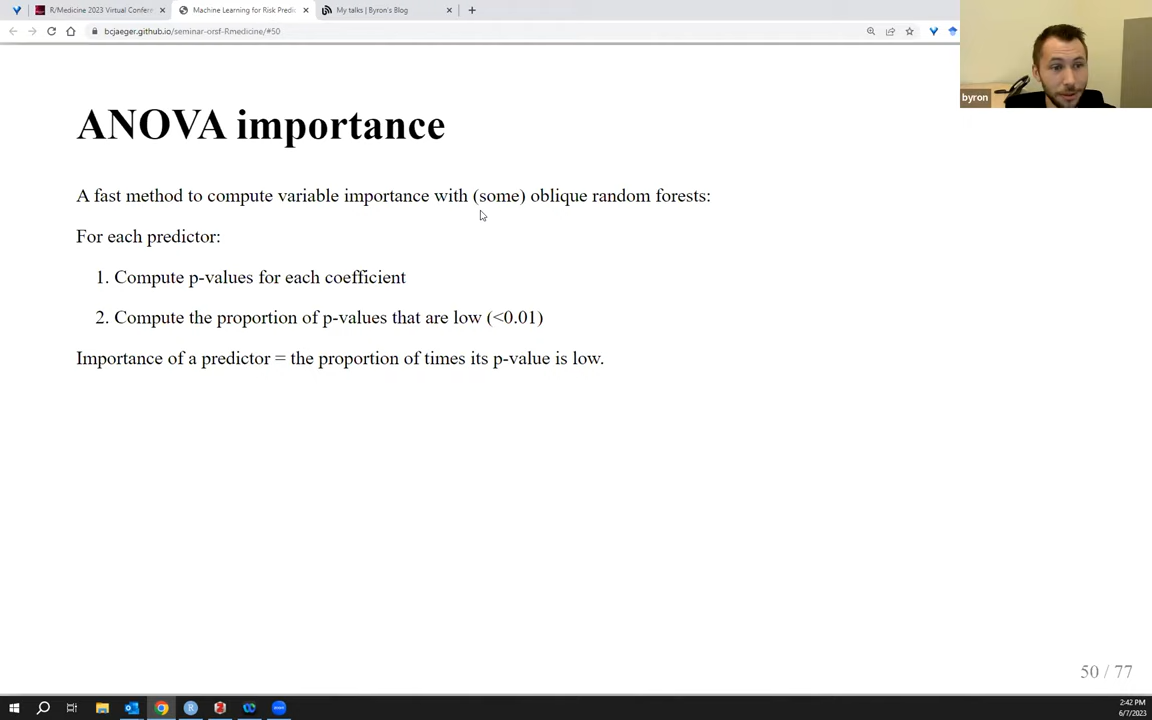 R/Medicine 2023 Virtual Confere
Machine Learning for Risk Predic
My talks | Byron's Blog
bcjaeger.github.io/seminar-orsf-Rmedicine/#50
byron
ANOVA importance
A fast method to compute variable importance with (some) oblique random forests:
For each predictor:
1. Compute p-values for each coefficient
2. Compute the proportion of p-values that are low (<0.01)
Importance of a predictor = the proportion of times its p-value is low.
50 / 77
2:42 PM
6/7/2023